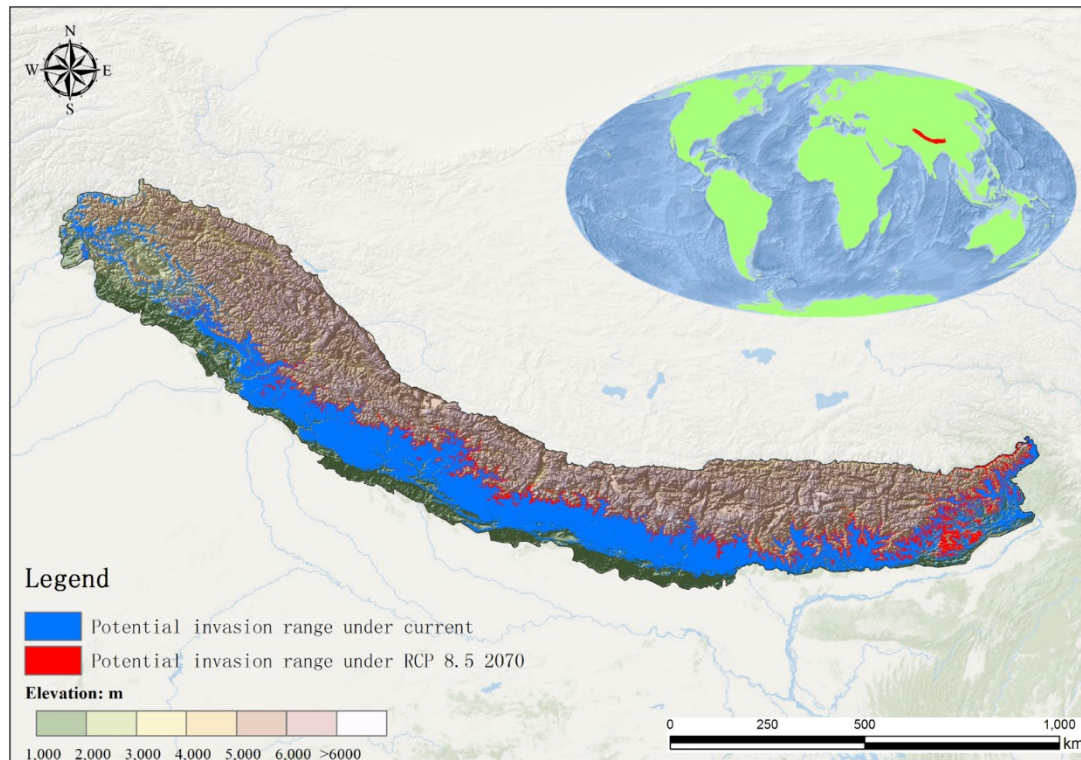 N
W E
S
Legend
Potential invasion range under current
Potential invasion range under RCP 8.5 2070
Elevation: m
1,000 2,000 3,000 4,000 5,000 6,000 >6000
0 250 500 1,000
km